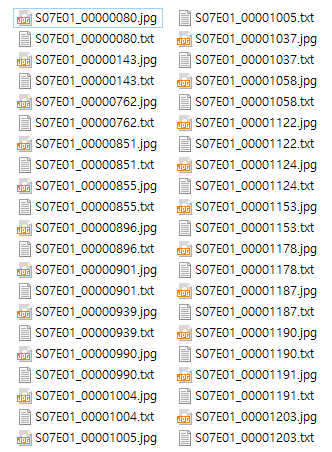 S07E01_00000080.jpg
S07E01_00000080.txt
S07E01_00000143.jpg
S07E01_00000143.txt
S07E01_00000762.jpg
S07E01_00000762.txt
S07E01_00000851.jpg
S07E01_00000851.txt
S07E01_00000855.jpg
S07E01_00000855.txt
S07E01_00000896.jpg
S07E01_00000896.txt
S07E01_00000901.jpg
S07E01_00000901.txt
S07E01_00000939.jpg
S07E01_00000939.txt
S07E01_00000990.jpg
S07E01_00000990.txt
S07E01_00001004.jpg
S07E01_00001004.txt
S07E01_00001005.jpg
S07E01_00001005.txt
S07E01_00001037.jpg
S07E01_00001037.txt
S07E01_00001058.jpg
S07E01_00001058.txt
S07E01_00001122.jpg
S07E01_00001122.txt
S07E01_00001124.jpg
S07E01_00001124.txt
S07E01_00001153.jpg
S07E01_00001153.txt
S07E01_00001178.jpg
S07E01_00001178.txt
S07E01_00001187.jpg
S07E01_00001187.txt
S07E01_00001190.jpg
S07E01_00001190.txt
S07E01_00001191.jpg
S07E01_00001191.txt
S07E01_00001203.jpg
S07E01_00001203.txt